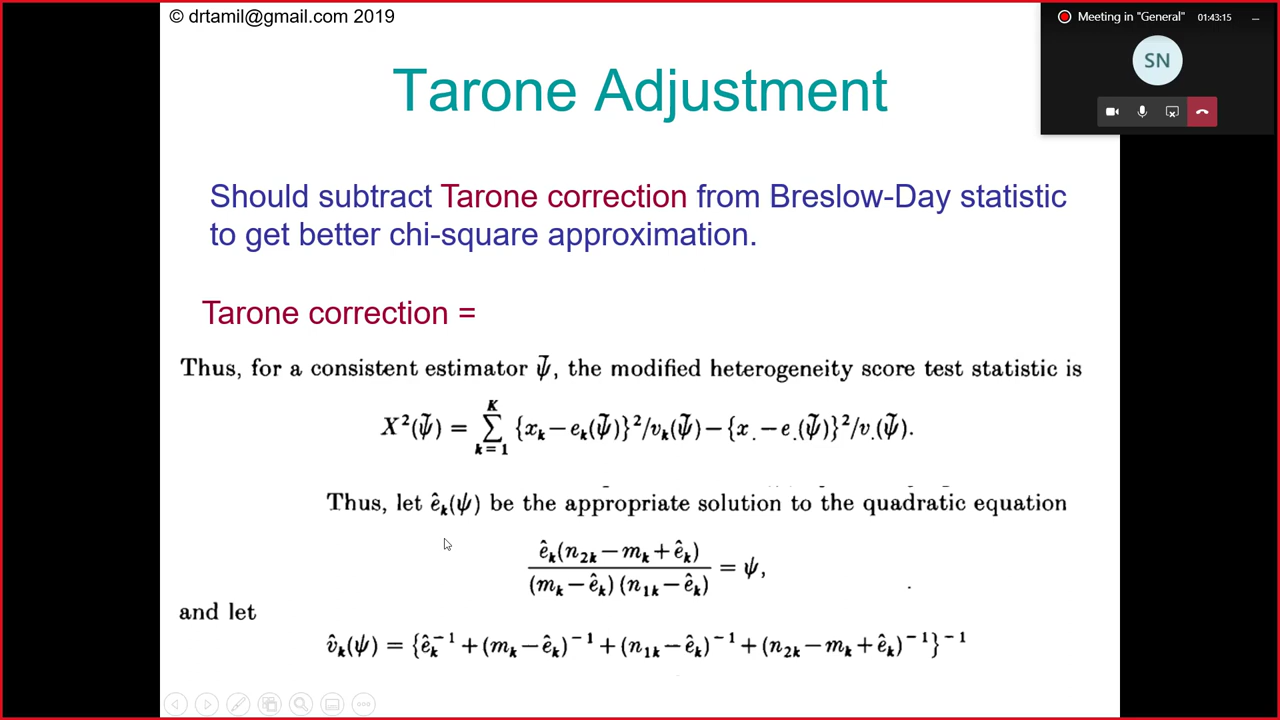 © drtamil@gmail.com 2019
Meeting in "General"
01:43:15
SN
Tarone Adjustment
Should subtract Tarone correction from Breslow-Day statistic
to get better chi-square approximation.
Tarone correction =
Thus, for a consistent estimator ψ̃, the modified heterogeneity score test statistic is
X²(ψ̃) = Σ_{k=1}^{K} {x_k − e_k(ψ̃)}²/v_k(ψ̃) − {x. − e.(ψ̃)}²/v.(ψ̃).
Thus, let ê_k(ψ) be the appropriate solution to the quadratic equation
ê_k(n_{2k} − m_k + ê_k)
/ (m_k − ê_k)(n_{1k} − ê_k) = ψ,
and let
v̂_k(ψ) = {ê_k^{−1} + (m_k − ê_k)^{−1} + (n_{1k} − ê_k)^{−1} + (n_{2k} − m_k + ê_k)^{−1}}^{−1}